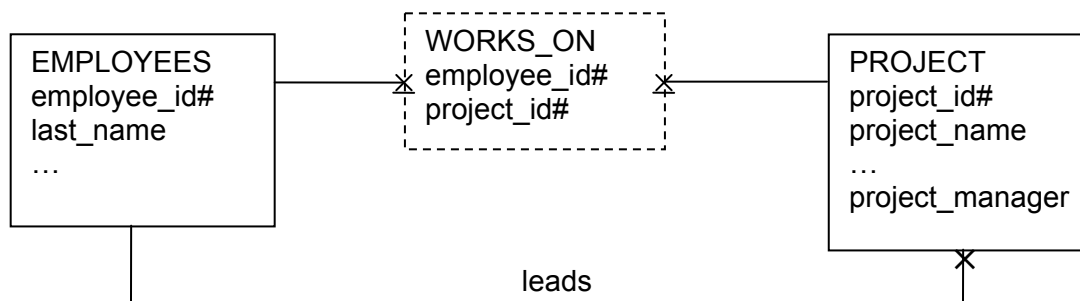 EMPLOYEES
employee_id#
last_name
…
WORKS_ON
employee_id#
project_id#
PROJECT
project_id#
project_name
…
project_manager
leads